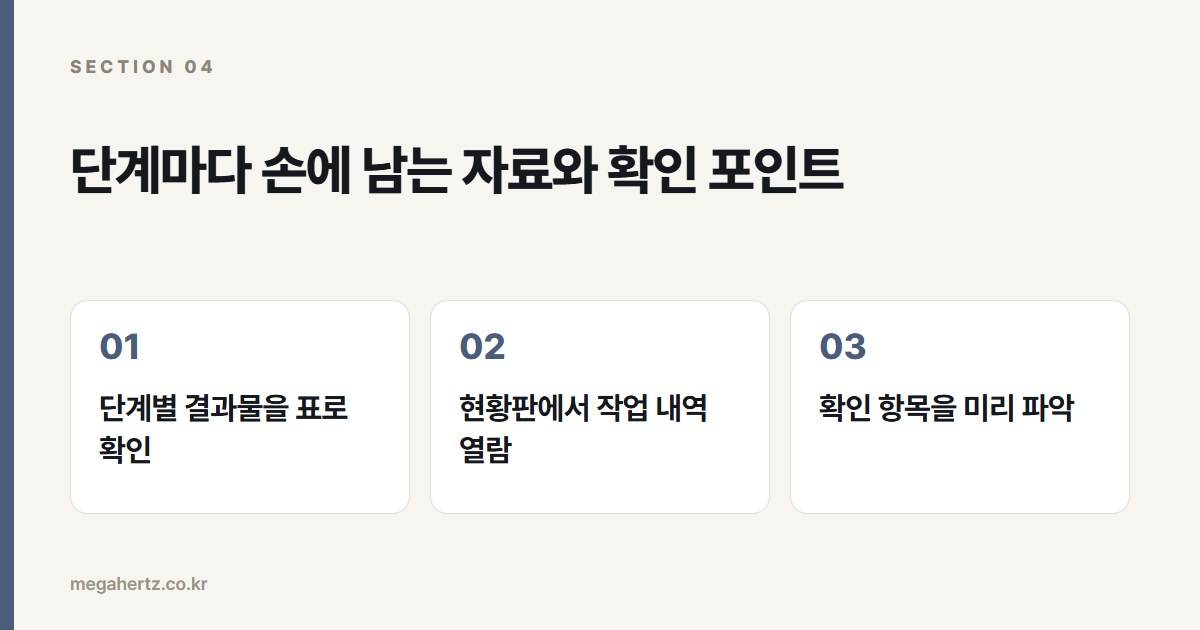 SECTION 04
단계마다 손에 남는 자료와 확인 포인트
01
단계별 결과물을 표로
확인
02
현황판에서 작업 내역
열람
03
확인 항목을 미리 파악
megahertz.co.kr